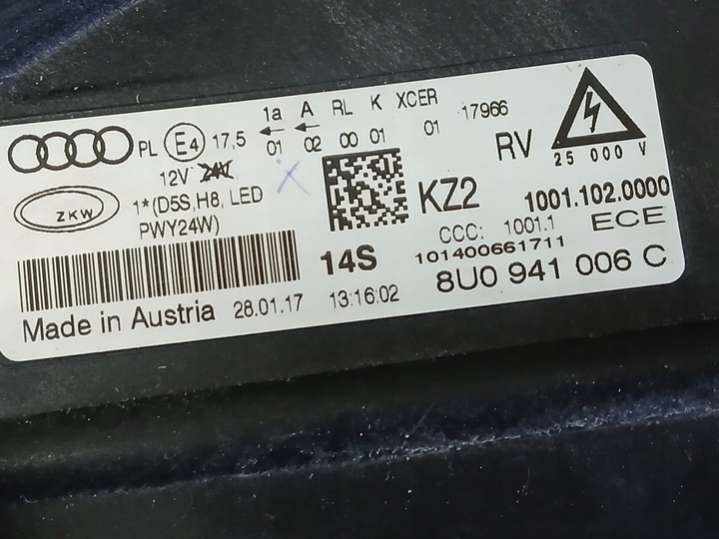 PL E4 17,5 ← ←
1a A RL K XCER
01 02 00 01 01 17966
12V 24V
ZKW
1*(D5S, H8, LED
PWY24W)
RV
25 000 V
KZ2
1001.102.0000
CCC: 1001.1 ECE
14S
101400661711
8U0 941 006 C
Made in Austria 28.01.17 13:16:02